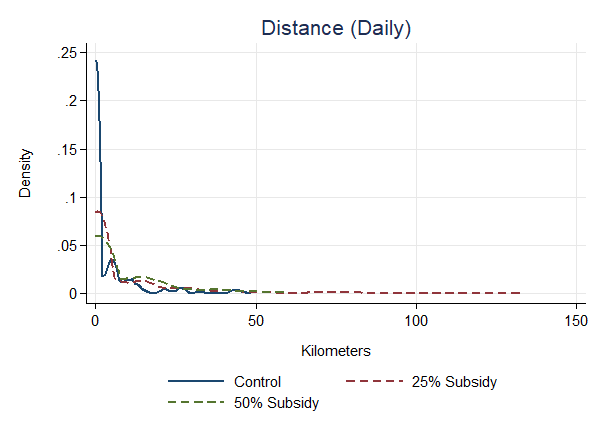 Distance (Daily)
.25
.2
.15
.1
.05
0
Density
0 50 100 150
Kilometers
Control 25% Subsidy
50% Subsidy